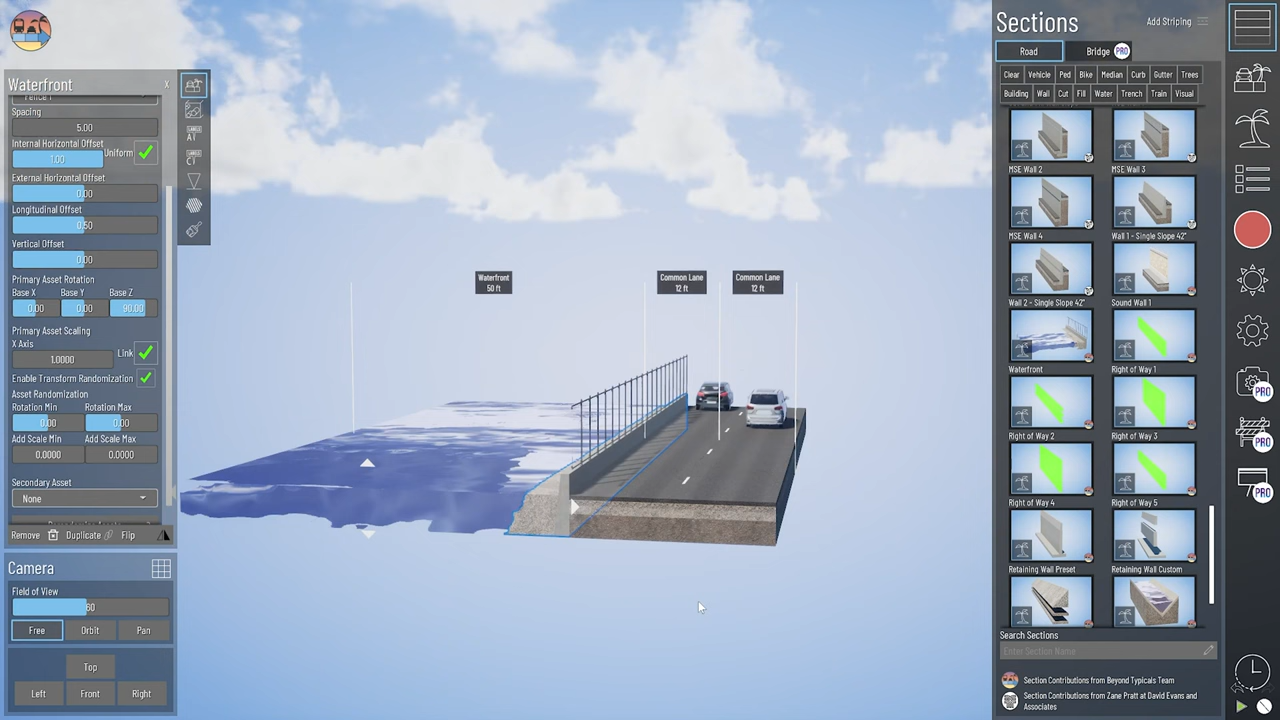 Waterfront
X
Fence 1
Spacing
5.00
Internal Horizontal Offset
1.00
Uniform
External Horizontal Offset
0.00
Longitudinal Offset
0.50
Vertical Offset
0.00
Primary Asset Rotation
Base X Base Y Base Z
0.00 0.00 90.00
Primary Asset Scaling
X Axis
1.0000
Link
Enable Transform Randomization
Asset Randomization
Rotation Min Rotation Max
0.00 0.00
Add Scale Min Add Scale Max
0.0000 0.0000
Secondary Asset
None
Remove Duplicate Flip
Camera
Field of View
60
Free Orbit Pan
Top
Left Front Right
Waterfront
50 ft
Common Lane
12 ft
Common Lane
12 ft
Sections
Add Striping
Road
Bridge PRO
Clear Vehicle Ped Bike Median Curb Gutter Trees
Building Wall Cut Fill Water Trench Train Visual
MSE Wall 2 MSE Wall 3
MSE Wall 4 Wall 1 - Single Slope 42"
Wall 2 - Single Slope 42" Sound Wall 1
Waterfront Right of Way 1
Right of Way 2 Right of Way 3
Right of Way 4 Right of Way 5
Retaining Wall Preset Retaining Wall Custom
Search Sections
Enter Section Name
Section Contributions from Beyond Typicals Team
Section Contributions from Zane Pratt at David Evans and
Associates
PRO
PRO
PRO